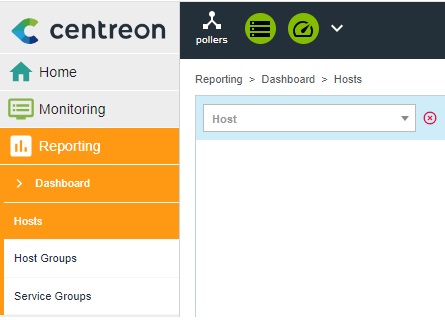 centreon
pollers
Home
Monitoring
Reporting
Dashboard
Hosts
Host Groups
Service Groups
Reporting > Dashboard > Hosts
Host